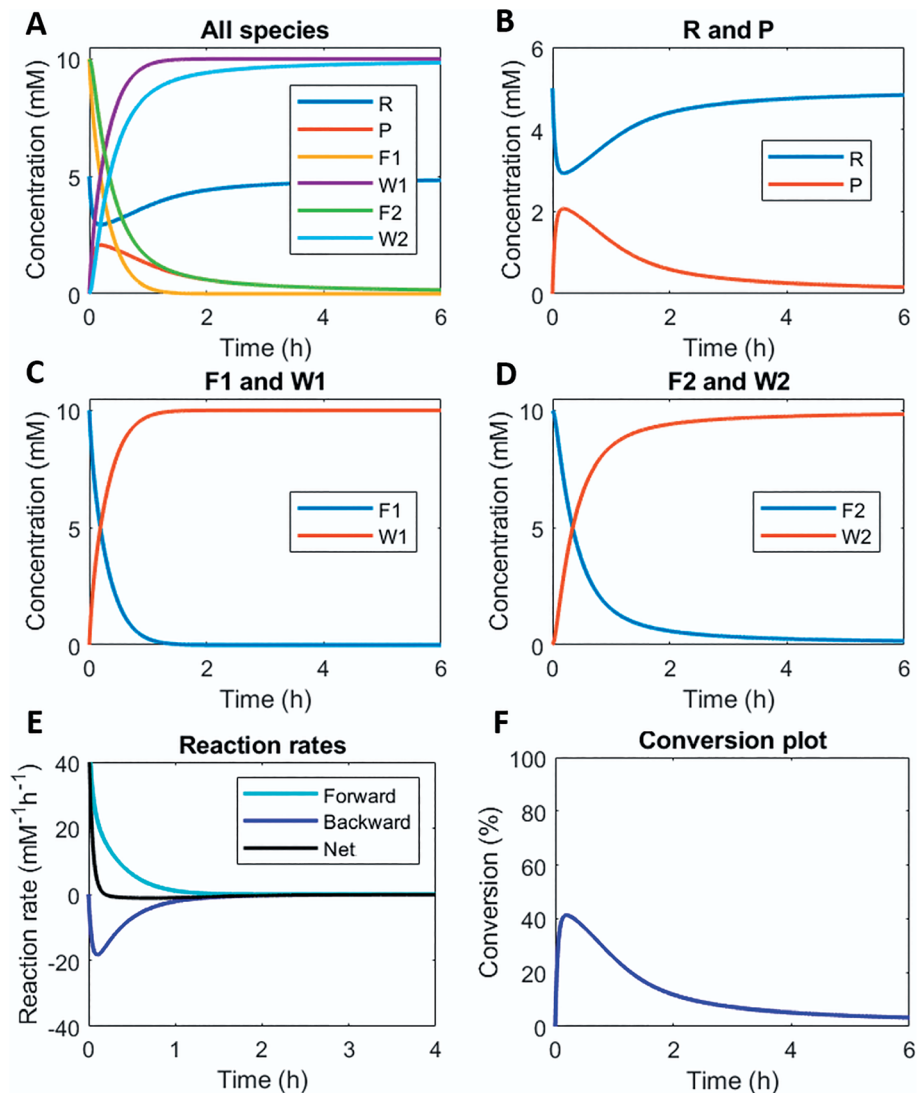 A
All species
Concentration (mM)
10
5
0
0 2 4 6
Time (h)
R
P
F1
W1
F2
W2
B
R and P
Concentration (mM)
6
4
2
0
0 2 4 6
Time (h)
R
P
C
F1 and W1
Concentration (mM)
10
5
0
0 2 4 6
Time (h)
F1
W1
D
F2 and W2
Concentration (mM)
10
5
0
0 2 4 6
Time (h)
F2
W2
E
Reaction rates
Reaction rate (mM⁻¹h⁻¹)
40
20
0
-20
-40
0 1 2 3 4
Time (h)
Forward
Backward
Net
F
Conversion plot
Conversion (%)
100
80
60
40
20
0
0 2 4 6
Time (h)